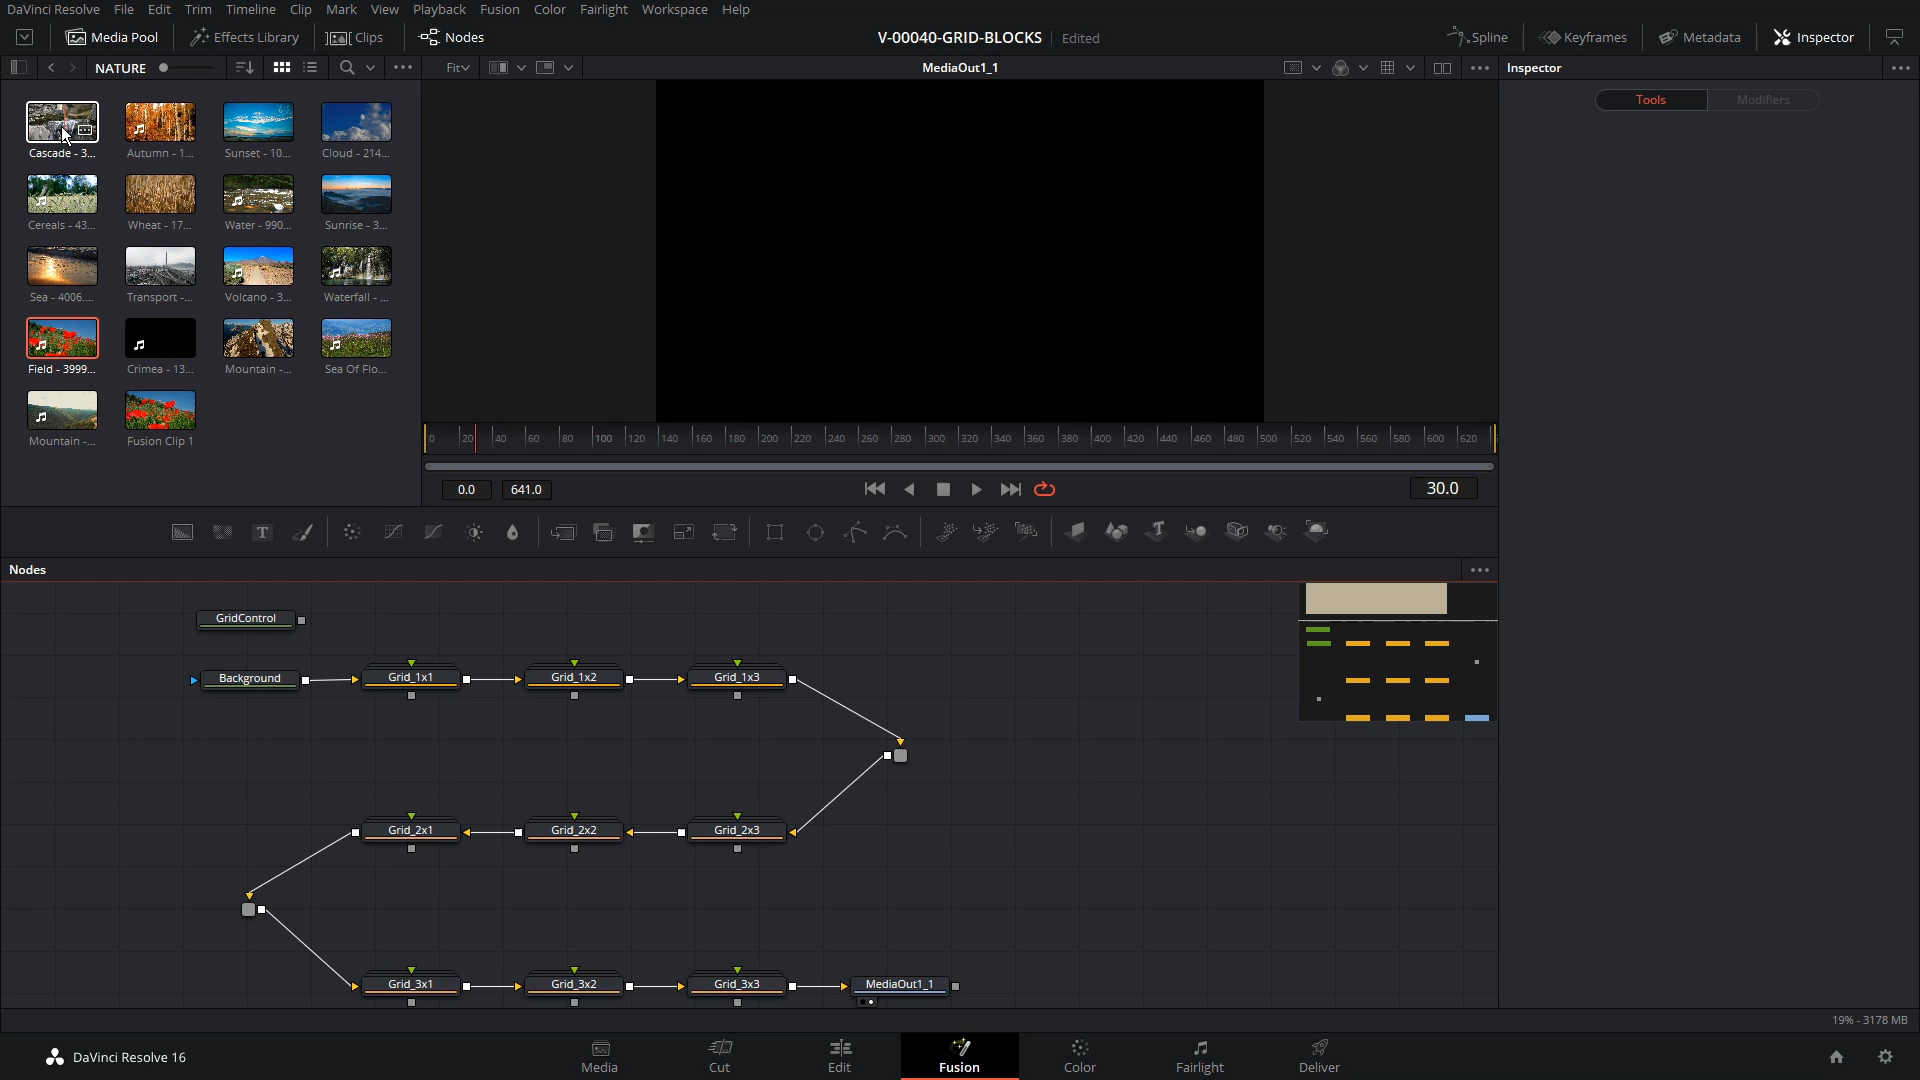 DaVinci Resolve File Edit Trim Timeline Clip Mark View Playback Fusion Color Fairlight Workspace Help
Media Pool Effects Library Clips Nodes V-00040-GRID-BLOCKS Edited Spline Keyframes Metadata Inspector
NATURE Fit MediaOut1_1 Inspector
Tools Modifiers
Cascade - 3... Autumn - 1... Sunset - 10... Cloud - 214...
Cereals - 43... Wheat - 17... Water - 990... Sunrise - 3...
Sea - 4006.... Transport -... Volcano - 3... Waterfall - ...
Field - 3999... Crimea - 13... Mountain -... Sea Of Flo...
Mountain -... Fusion Clip 1
0 20 40 60 80 100 120 140 160 180 200 220 240 260 280 300 320 340 360 380 400 420 440 460 480 500 520 540 560 580 600 620
0.0 641.0 30.0
Nodes
GridControl
Background Grid_1x1 Grid_1x2 Grid_1x3
Grid_2x1 Grid_2x2 Grid_2x3
Grid_3x1 Grid_3x2 Grid_3x3 MediaOut1_1
19% - 3178 MB
DaVinci Resolve 16 Media Cut Edit Fusion Color Fairlight Deliver